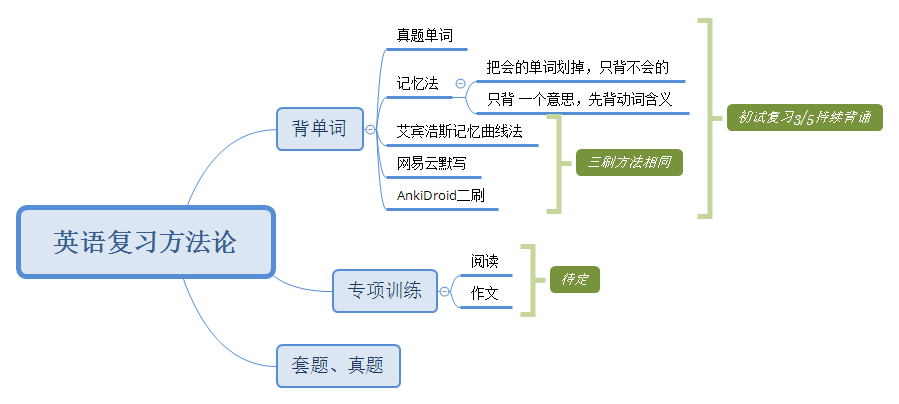 英语复习方法论
背单词
真题单词
记忆法
把会的单词划掉，只背不会的
只背 一个意思，先背动词含义
艾宾浩斯记忆曲线法
网易云默写
AnkiDroid二刷
三刷方法相同
初试复习3/5持续背诵
专项训练
阅读
作文
待定
套题、真题